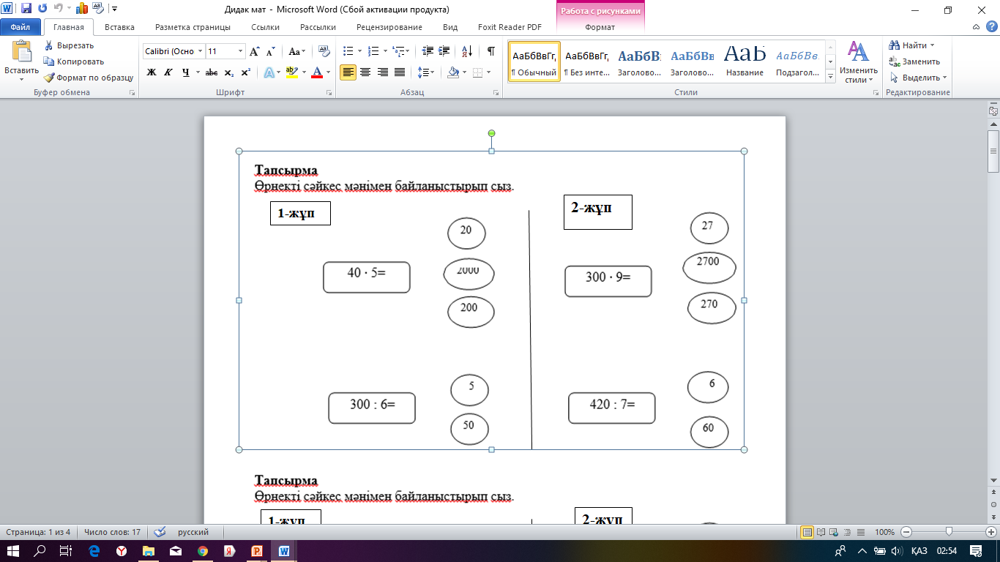 Дидак мат - Microsoft Word (Сбой активации продукта)
Работа с рисунками
Файл
Главная
Вставка
Разметка страницы
Ссылки
Рассылки
Рецензирование
Вид
Foxit Reader PDF
Формат
Вставить
Вырезать
Копировать
Формат по образцу
Буфер обмена
Calibri (Осно
11
Ж К Ч abc x₂ x²
Шрифт
Абзац
АаБбВвГг,
¶ Обычный
АаБбВвГг,
¶ Без инте...
АаБбВ
Заголово...
АаБбВв
Заголово...
АаБ
Название
АаБбВв
Подзагол...
Стили
Изменить стили
Найти
Заменить
Выделить
Редактирование
Тапсырма
Өрнекті сәйкес мәнімен байланыстырып сыз.
1-жұп
20
40 · 5=
2000
200
300 : 6=
5
50
2-жұп
27
300 · 9=
2700
270
420 : 7=
6
60
Тапсырма
Өрнекті сәйкес мәнімен байланыстырып сыз.
1-жұп
2-жұп
Страница: 1 из 4
Число слов: 17
русский
100%
ҚАЗ
02:54